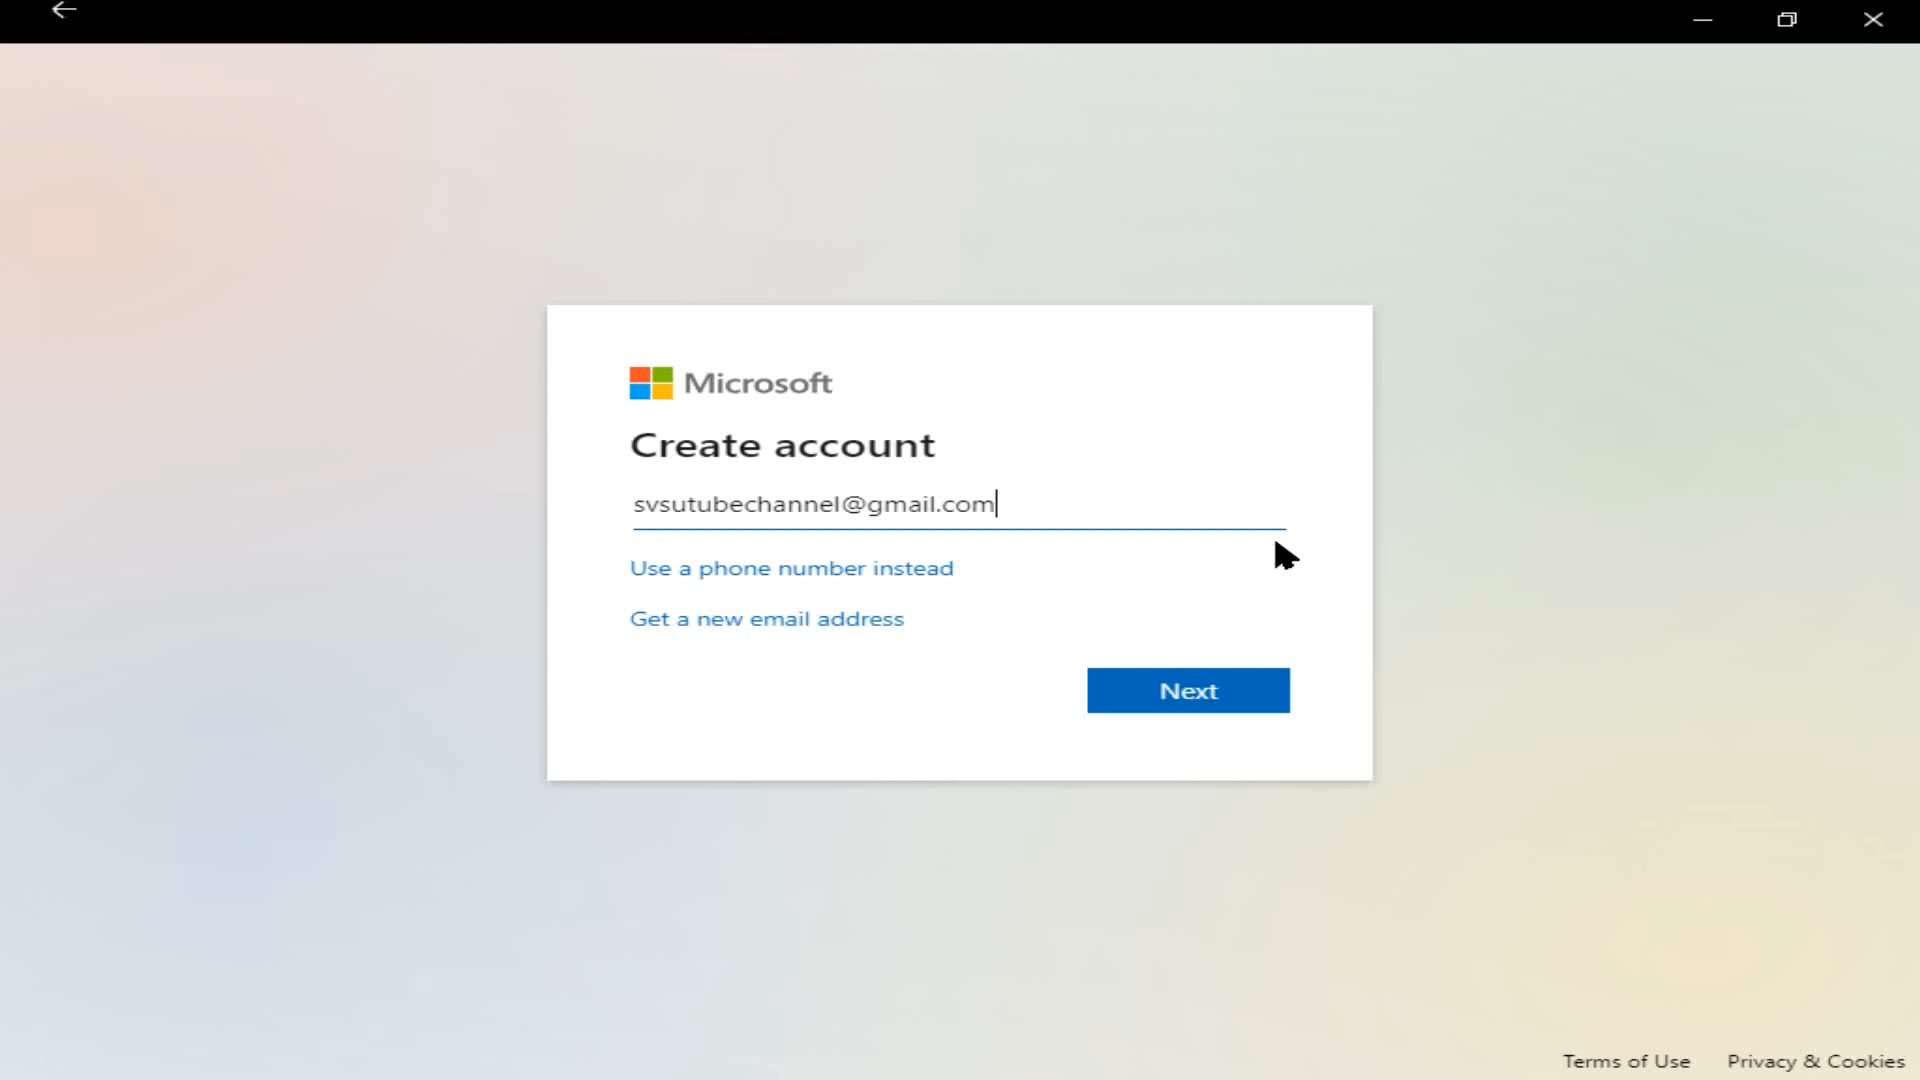 Microsoft
Create account
svsutubechannel@gmail.com
Use a phone number instead
Get a new email address
Next
Terms of Use Privacy & Cookies